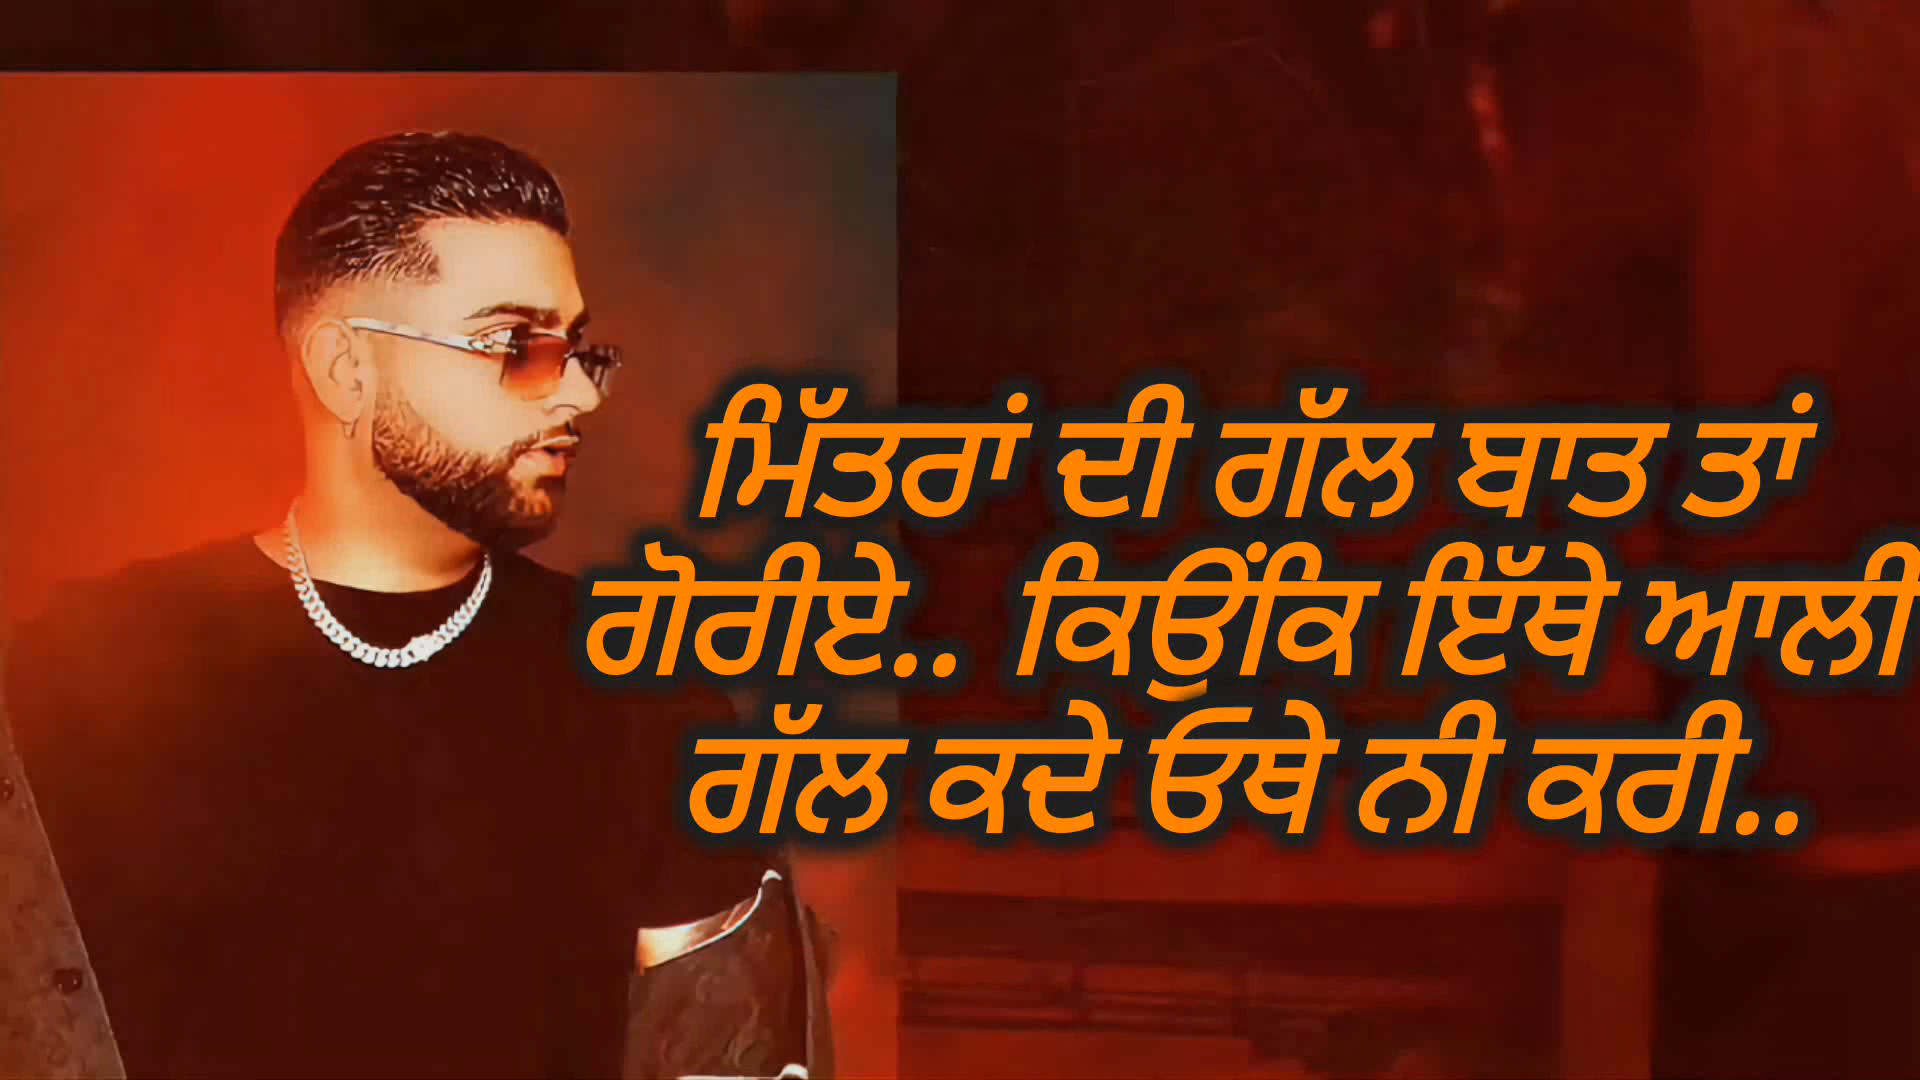 ਮਿੱਤਰਾਂ ਦੀ ਗੱਲ ਬਾਤ ਤਾਂ
ਗੋਰੀਏ.. ਕਿਉਂਕਿ ਇੱਥੇ ਆਲੀ
ਗੱਲ ਕਦੇ ਓਥੇ ਨੀ ਕਰੀ..